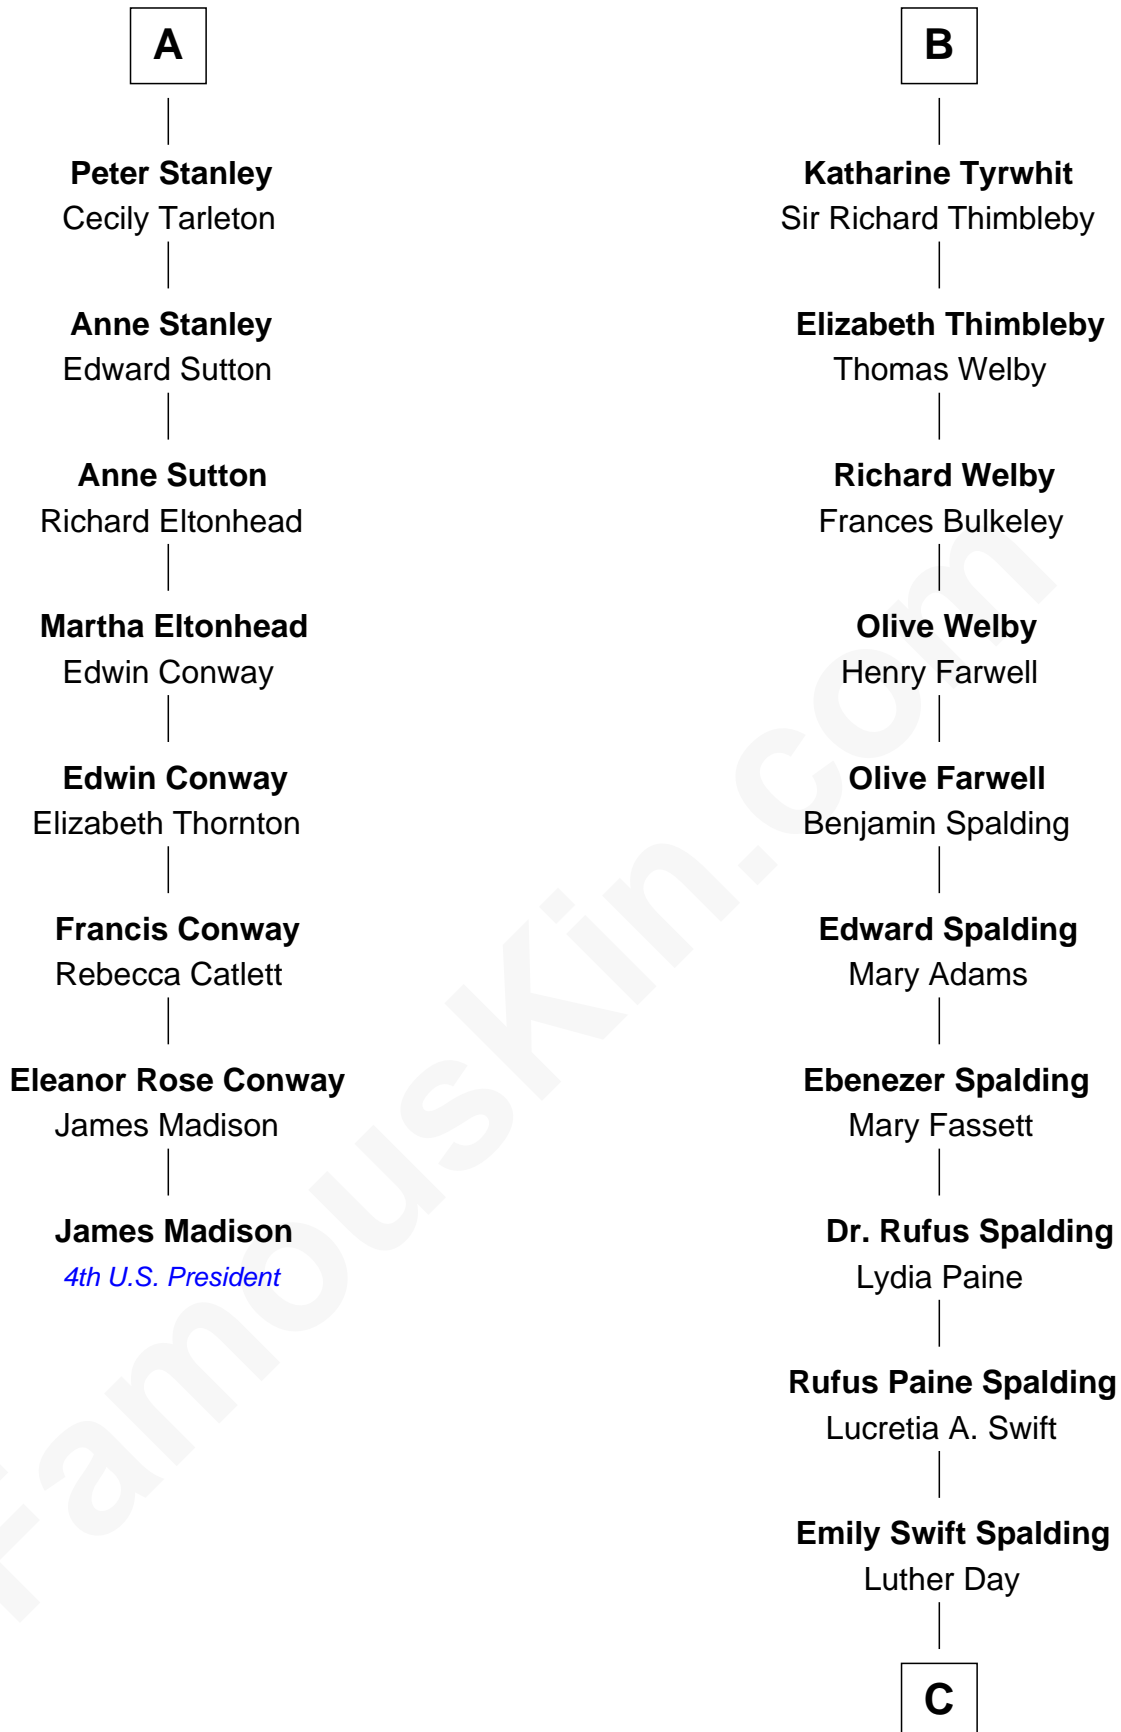 A
Peter Stanley
Cecily Tarleton
Anne Stanley
Edward Sutton
Anne Sutton
Richard Eltonhead
Martha Eltonhead
Edwin Conway
Edwin Conway
Elizabeth Thornton
Francis Conway
Rebecca Catlett
Eleanor Rose Conway
James Madison
James Madison
4th U.S. President
B
Katharine Tyrwhit
Sir Richard Thimbleby
Elizabeth Thimbleby
Thomas Welby
Richard Welby
Frances Bulkeley
Olive Welby
Henry Farwell
Olive Farwell
Benjamin Spalding
Edward Spalding
Mary Adams
Ebenezer Spalding
Mary Fassett
Dr. Rufus Spalding
Lydia Paine
Rufus Paine Spalding
Lucretia A. Swift
Emily Swift Spalding
Luther Day
C
FamousKin.com